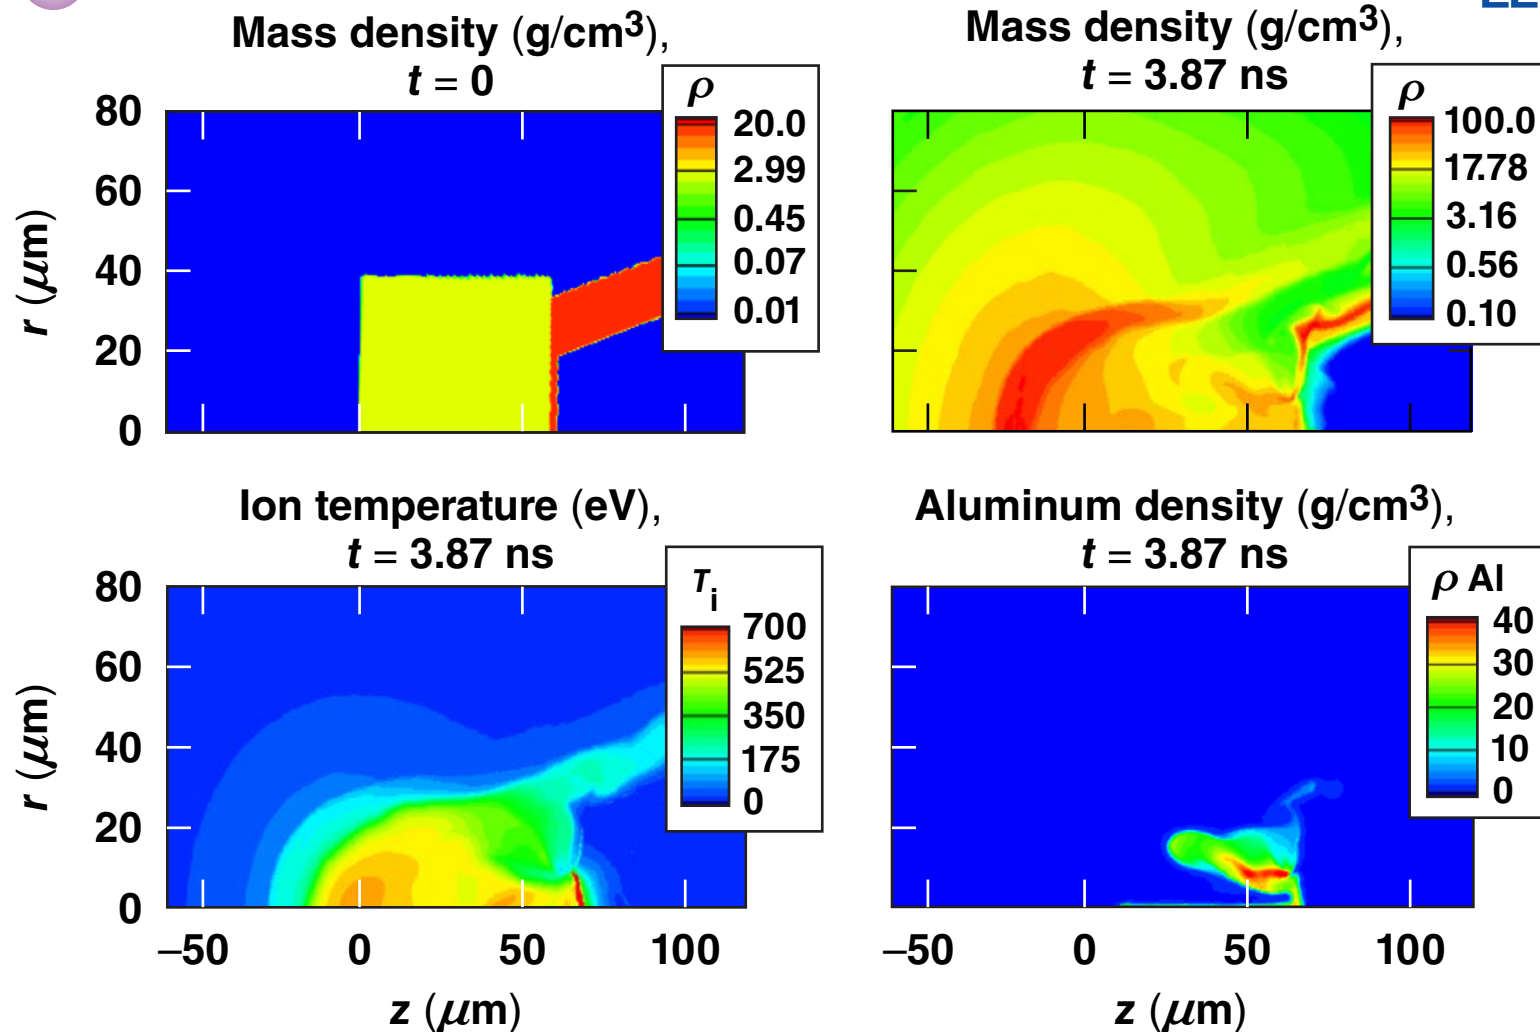 Mass density (g/cm3),
t = 0
ρ
20.0
2.99
0.45
0.07
0.01
80
60
40
20
0
r (μm)
Mass density (g/cm3),
t = 3.87 ns
ρ
100.0
17.78
3.16
0.56
0.10
Ion temperature (eV),
t = 3.87 ns
Ti
700
525
350
175
0
80
60
40
20
0
r (μm)
–50 0 50 100
z (μm)
Aluminum density (g/cm3),
t = 3.87 ns
ρ Al
40
30
20
10
0
–50 0 50 100
z (μm)